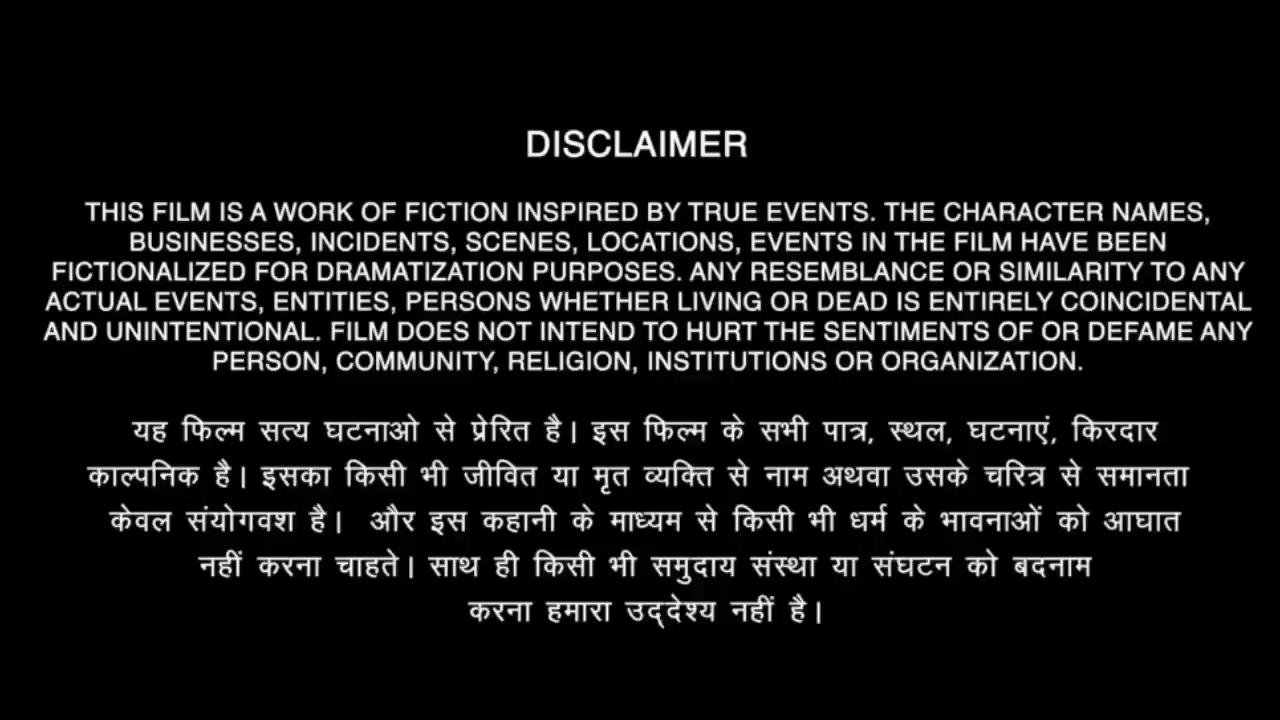 DISCLAIMER
THIS FILM IS A WORK OF FICTION INSPIRED BY TRUE EVENTS. THE CHARACTER NAMES,
BUSINESSES, INCIDENTS, SCENES, LOCATIONS, EVENTS IN THE FILM HAVE BEEN
FICTIONALIZED FOR DRAMATIZATION PURPOSES. ANY RESEMBLANCE OR SIMILARITY TO ANY
ACTUAL EVENTS, ENTITIES, PERSONS WHETHER LIVING OR DEAD IS ENTIRELY COINCIDENTAL
AND UNINTENTIONAL. FILM DOES NOT INTEND TO HURT THE SENTIMENTS OF OR DEFAME ANY
PERSON, COMMUNITY, RELIGION, INSTITUTIONS OR ORGANIZATION.
यह फिल्म सत्य घटनाओ से प्रेरित है। इस फिल्म के सभी पात्र, स्थल, घटनाएं, किरदार
काल्पनिक है। इसका किसी भी जीवित या मृत व्यक्ति से नाम अथवा उसके चरित्र से समानता
केवल संयोगवश है। और इस कहानी के माध्यम से किसी भी धर्म के भावनाओं को आघात
नहीं करना चाहते। साथ ही किसी भी समुदाय संस्था या संघटन को बदनाम
करना हमारा उद्देश्य नहीं है।